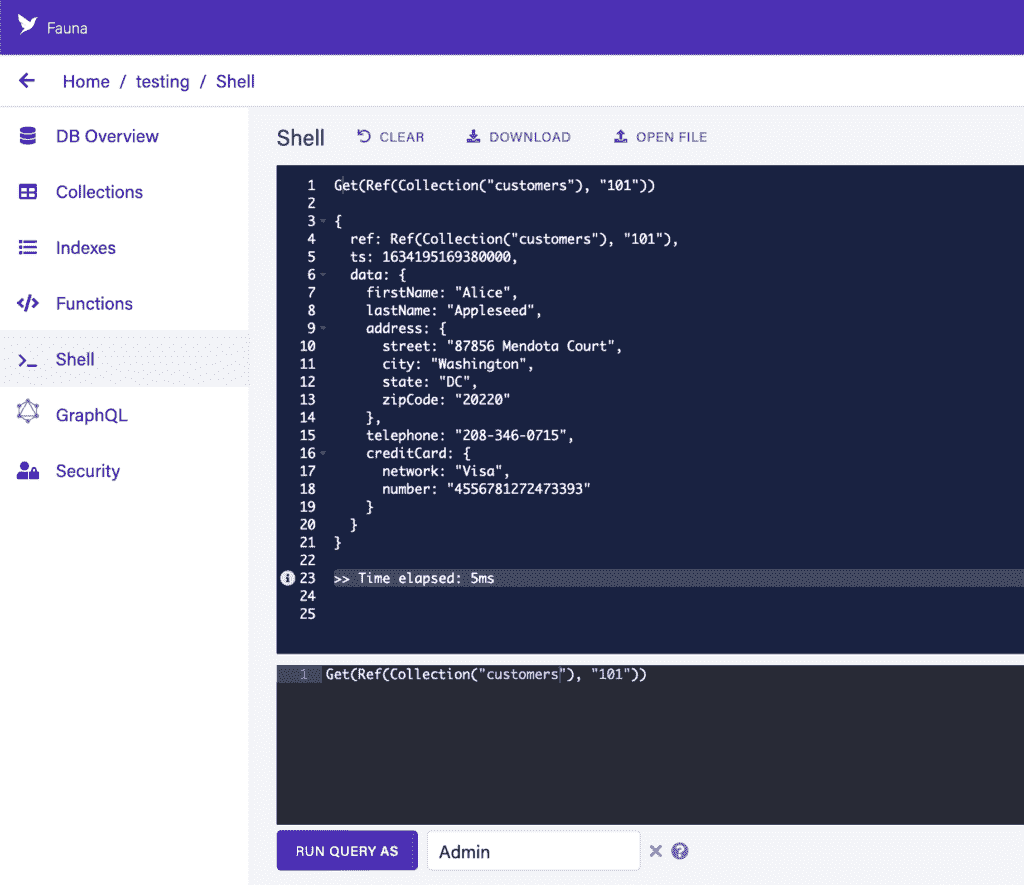 Fauna
Home / testing / Shell
DB Overview
Collections
Indexes
Functions
Shell
GraphQL
Security
Shell CLEAR DOWNLOAD OPEN FILE
1 Get(Ref(Collection("customers"), "101"))
2
3 {
4 ref: Ref(Collection("customers"), "101"),
5 ts: 1634195169380000,
6 data: {
7 firstName: "Alice",
8 lastName: "Appleseed",
9 address: {
10 street: "87856 Mendota Court",
11 city: "Washington",
12 state: "DC",
13 zipCode: "20220"
14 },
15 telephone: "208-346-0715",
16 creditCard: {
17 network: "Visa",
18 number: "4556781272473393"
19 }
20 }
21 }
22
23 >> Time elapsed: 5ms
24
25
1 Get(Ref(Collection("customers"), "101"))
RUN QUERY AS Admin